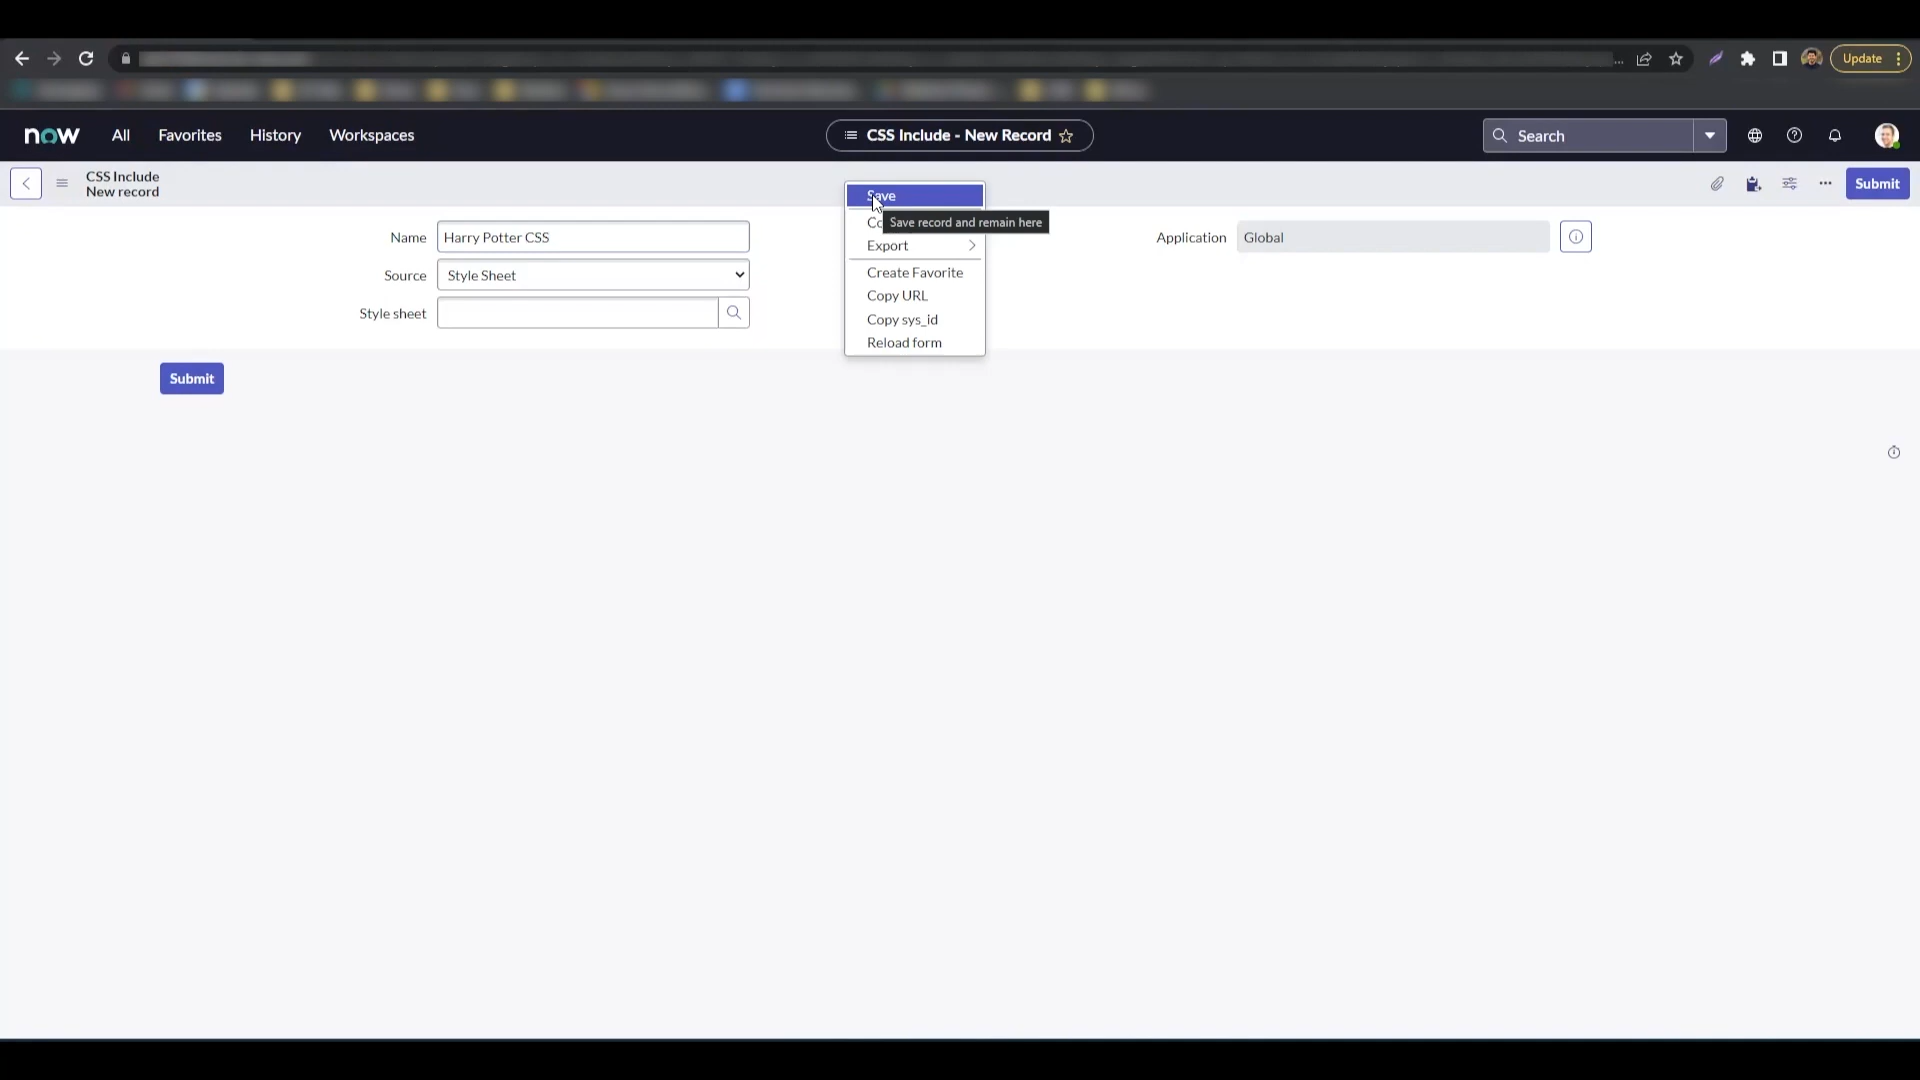 ...
Update
now All Favorites History Workspaces
CSS Include - New Record
Search
CSS Include
New record
Submit
Save
Save record and remain here
Export
Create Favorite
Copy URL
Copy sys_id
Reload form
Name Harry Potter CSS
Application Global
Source Style Sheet
Style sheet
Submit